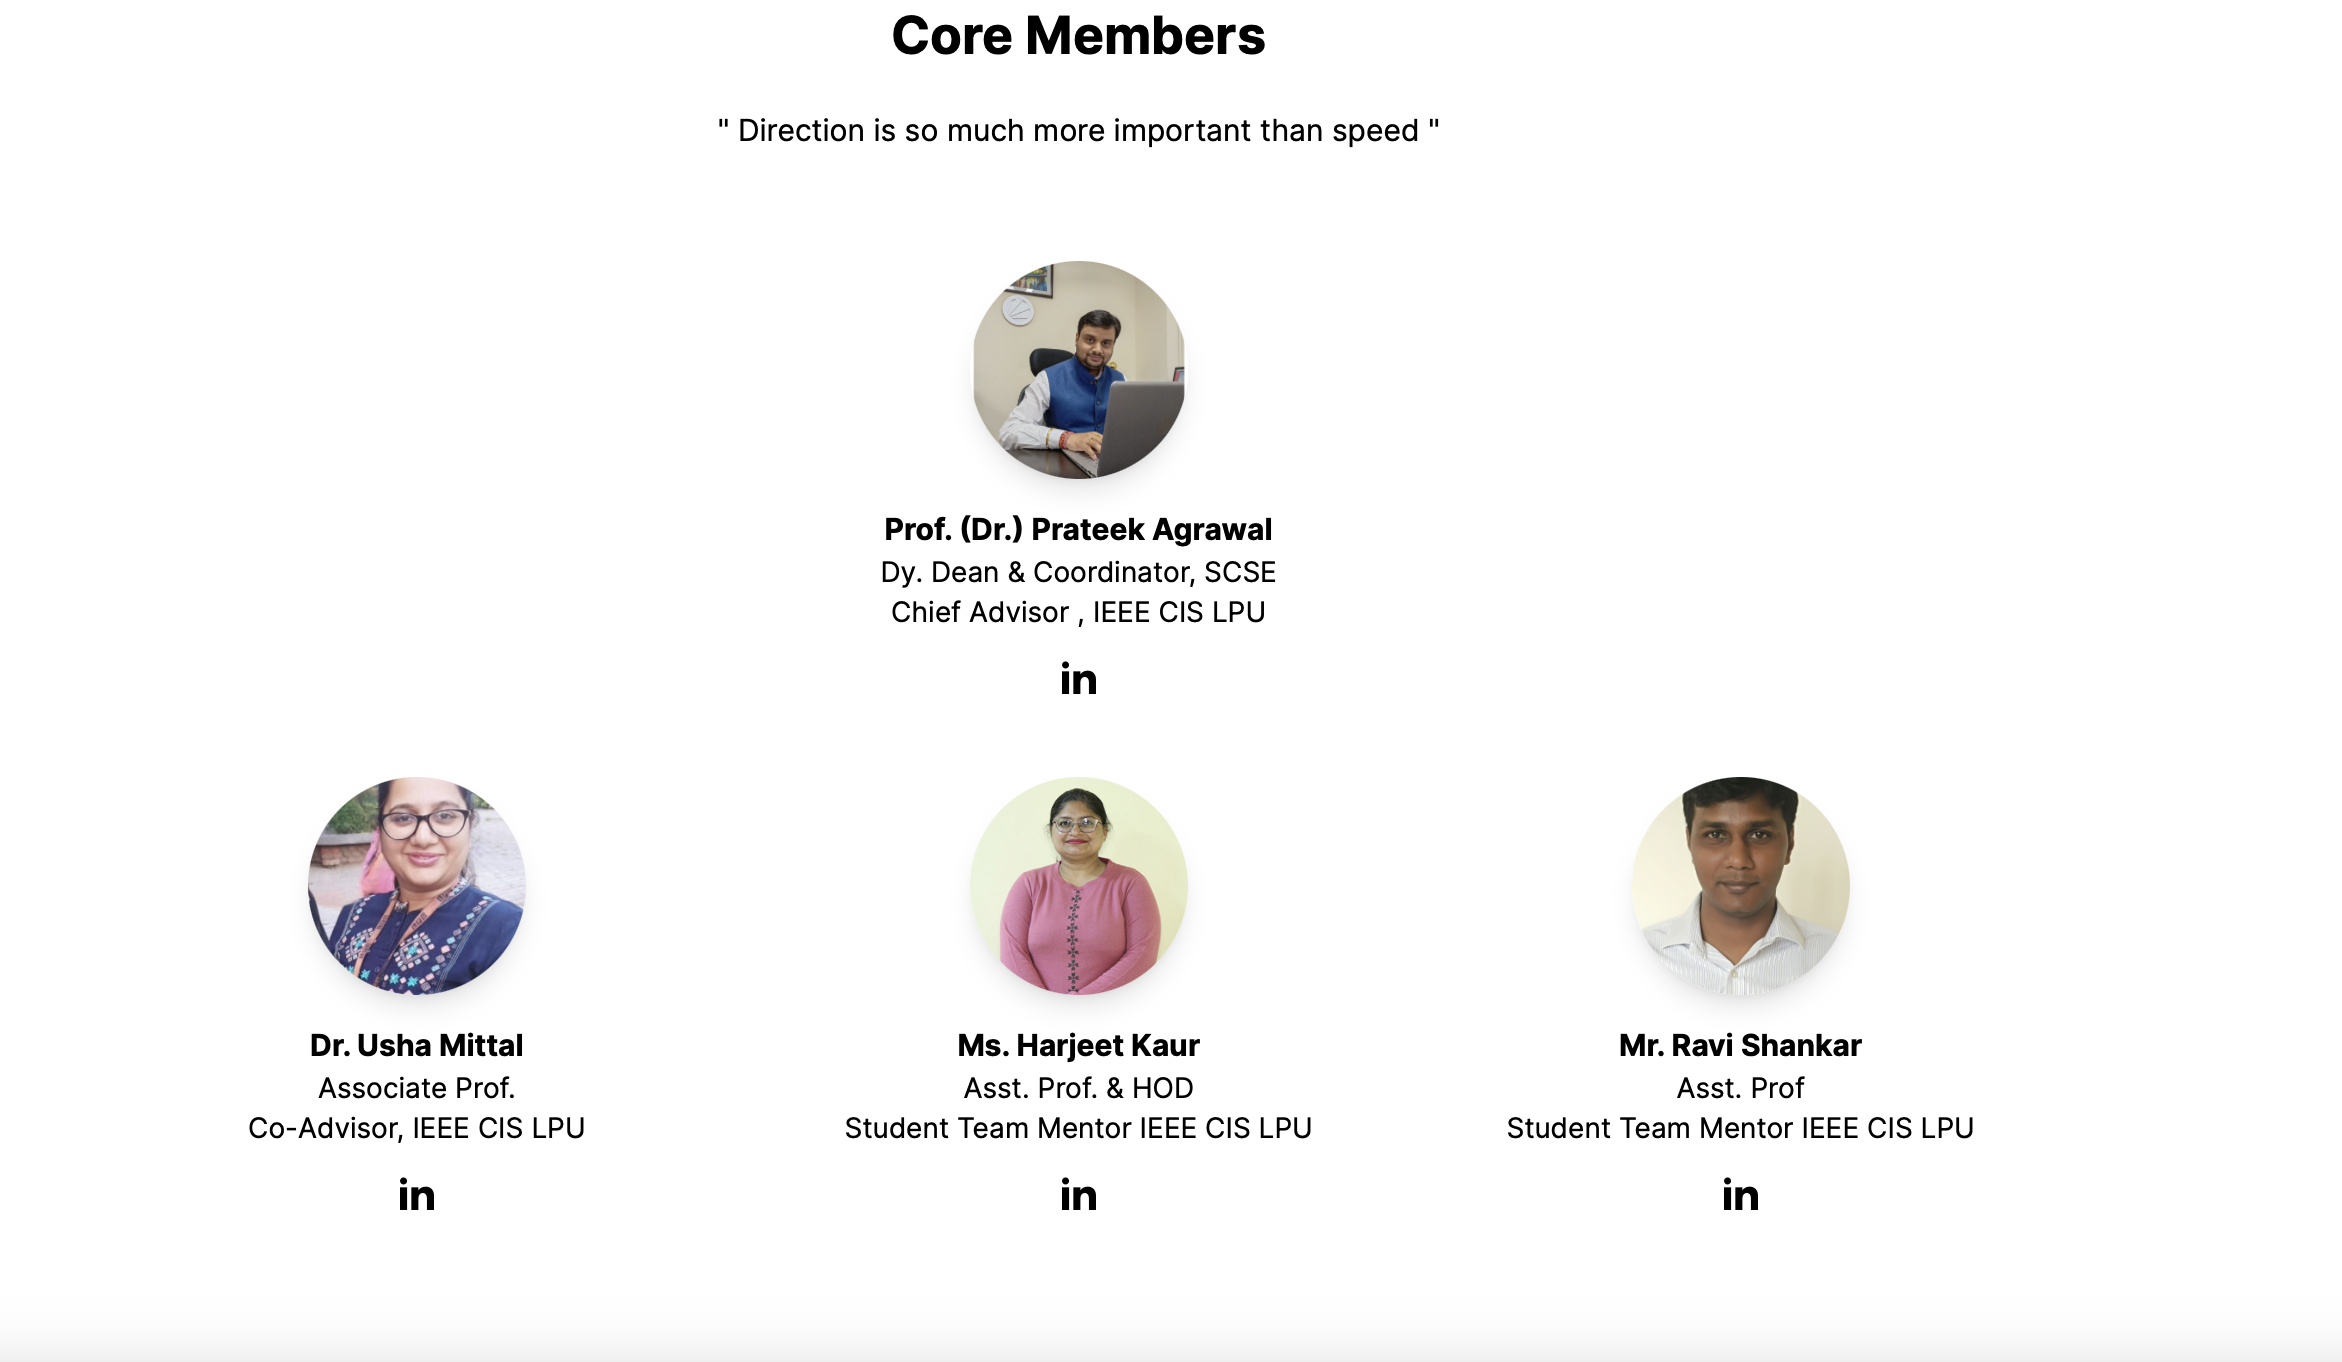 Core Members
" Direction is so much more important than speed "
Prof. (Dr.) Prateek Agrawal
Dy. Dean & Coordinator, SCSE
Chief Advisor , IEEE CIS LPU
in
Dr. Usha Mittal
Associate Prof.
Co-Advisor, IEEE CIS LPU
in
Ms. Harjeet Kaur
Asst. Prof. & HOD
Student Team Mentor IEEE CIS LPU
in
Mr. Ravi Shankar
Asst. Prof
Student Team Mentor IEEE CIS LPU
in